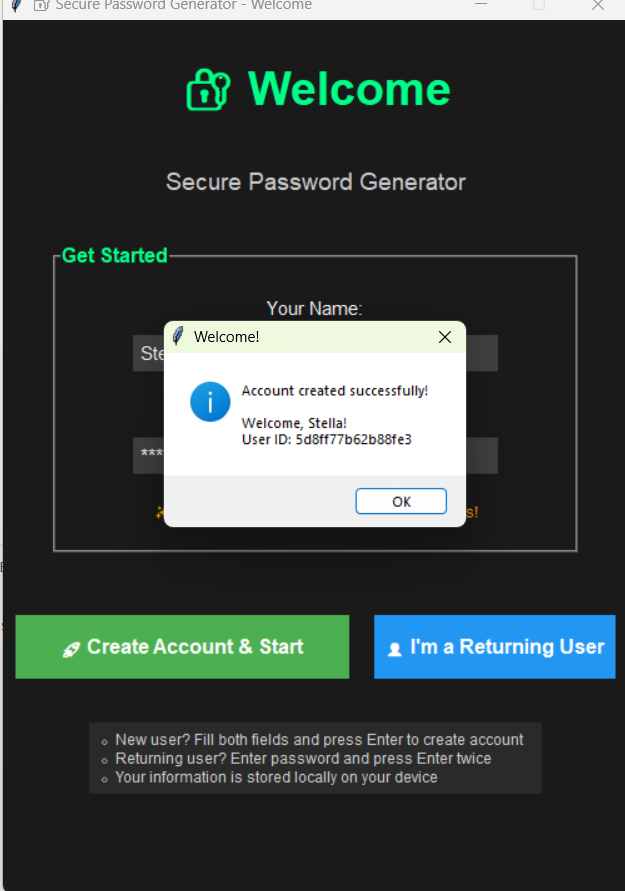 Secure Password Generator - Welcome
Welcome
Secure Password Generator
Get Started
Your Name:
Welcome!
Account created successfully!
Welcome, Stella!
User ID: 5d8ff77b62b88fe3
OK
****
Create Account & Start
I'm a Returning User
New user? Fill both fields and press Enter to create account
Returning user? Enter password and press Enter twice
Your information is stored locally on your device